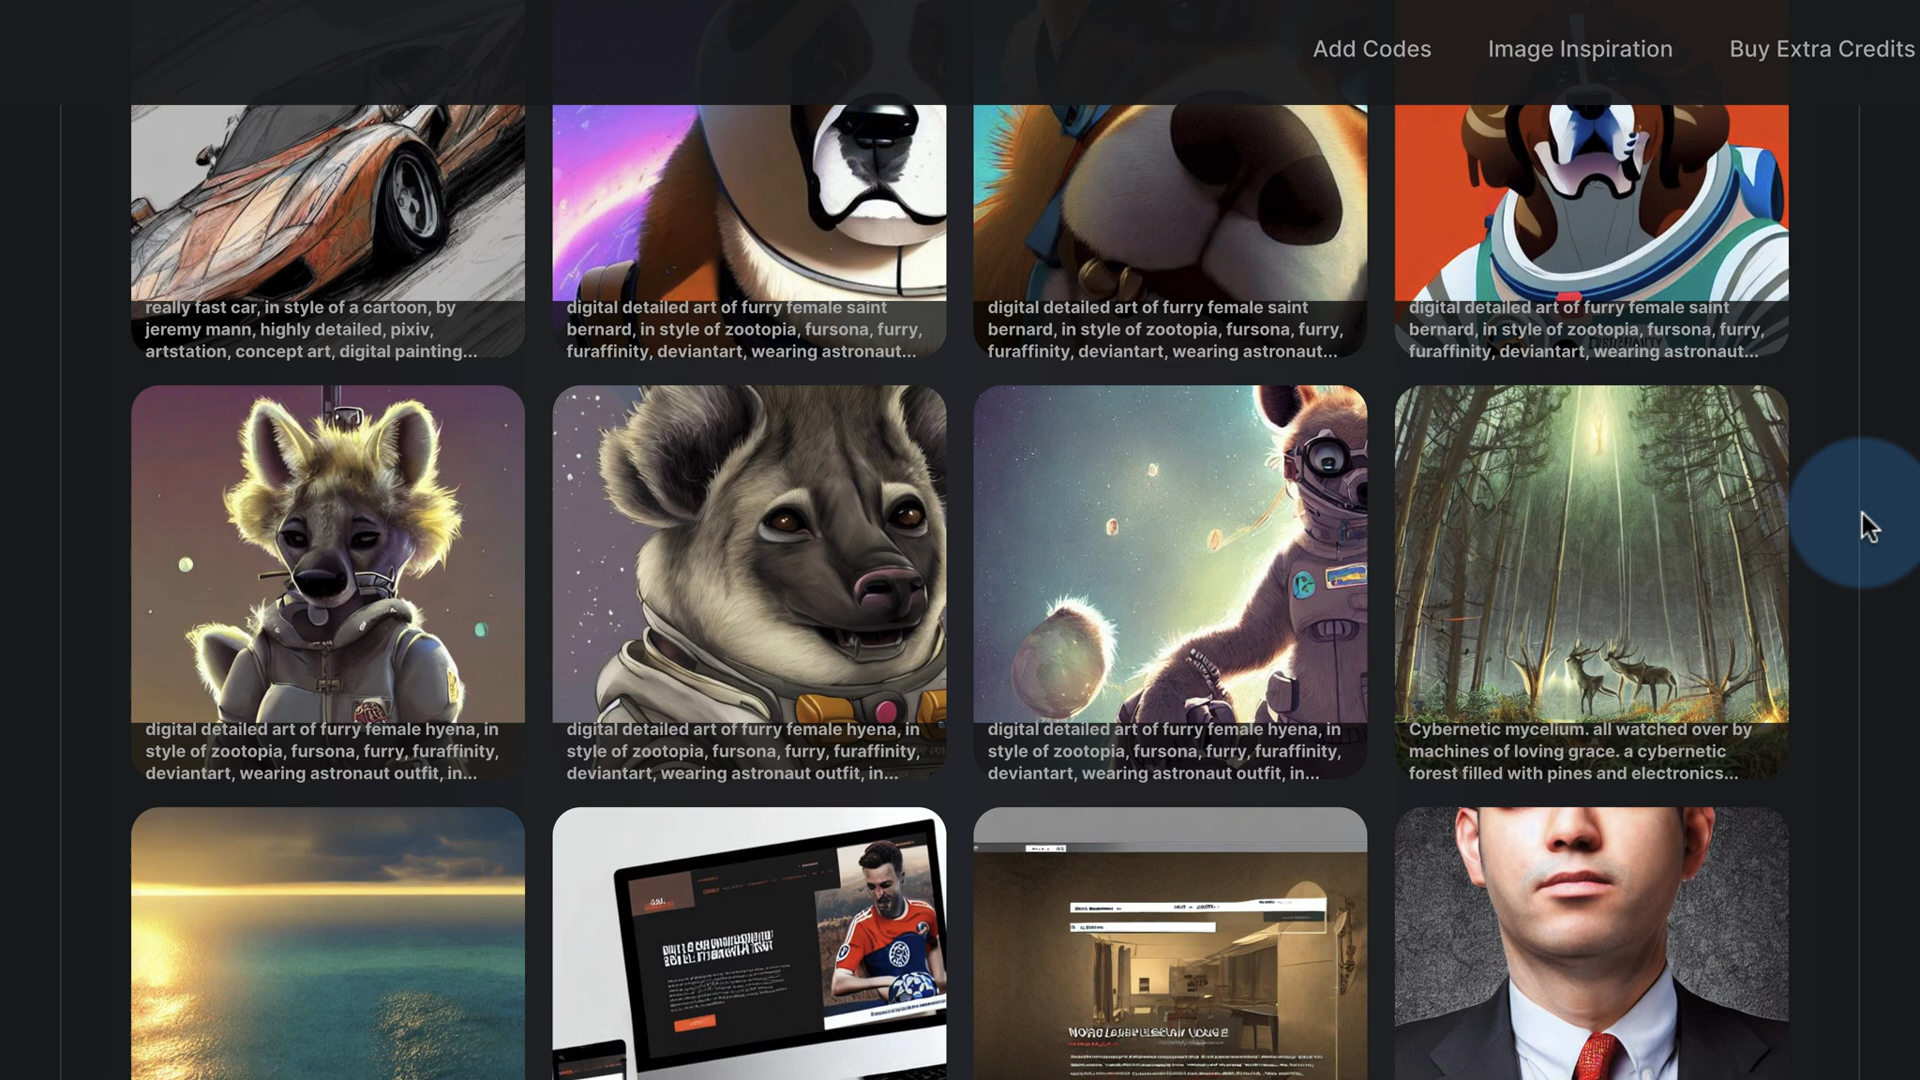 Add Codes
Image Inspiration
Buy Extra Credits
really fast car, in style of a cartoon, by
jeremy mann, highly detailed, pixiv,
artstation, concept art, digital painting...
digital detailed art of furry female saint
bernard, in style of zootopia, fursona, furry,
furaffinity, deviantart, wearing astronaut...
digital detailed art of furry female saint
bernard, in style of zootopia, fursona, furry,
furaffinity, deviantart, wearing astronaut...
digital detailed art of furry female saint
bernard, in style of zootopia, fursona, furry,
furaffinity, deviantart, wearing astronaut...
digital detailed art of furry female hyena, in
style of zootopia, fursona, furry, furaffinity,
deviantart, wearing astronaut outfit, in...
digital detailed art of furry female hyena, in
style of zootopia, fursona, furry, furaffinity,
deviantart, wearing astronaut outfit, in...
digital detailed art of furry female hyena, in
style of zootopia, fursona, furry, furaffinity,
deviantart, wearing astronaut outfit, in...
Cybernetic mycelium. all watched over by
machines of loving grace. a cybernetic
forest filled with pines and electronics...